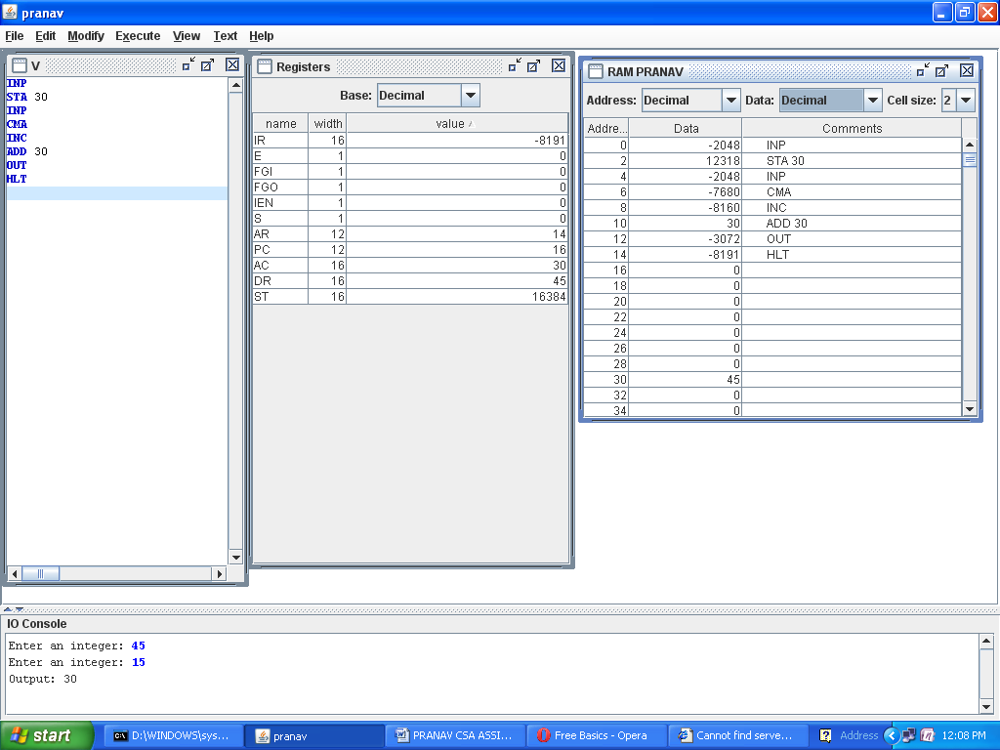 pranav
File Edit Modify Execute View Text Help
V
INP
STA 30
INP
CMA
INC
ADD 30
OUT
HLT
Registers
Base: Decimal
name width value
IR 16 -8191
E 1 0
FGI 1 0
FGO 1 0
IEN 1 0
S 1 0
AR 12 14
PC 12 16
AC 16 30
DR 16 45
ST 16 16384
RAM PRANAV
Address: Decimal Data: Decimal Cell size: 2
Addre... Data Comments
0 -2048 INP
2 12318 STA 30
4 -2048 INP
6 -7680 CMA
8 -8160 INC
10 30 ADD 30
12 -3072 OUT
14 -8191 HLT
16 0
18 0
20 0
22 0
24 0
26 0
28 0
30 45
32 0
34 0
IO Console
Enter an integer: 45
Enter an integer: 15
Output: 30
start D:\WINDOWS\sys... pranav PRANAV CSA ASSI... Free Basics - Opera Cannot find serve... Address 12:08 PM